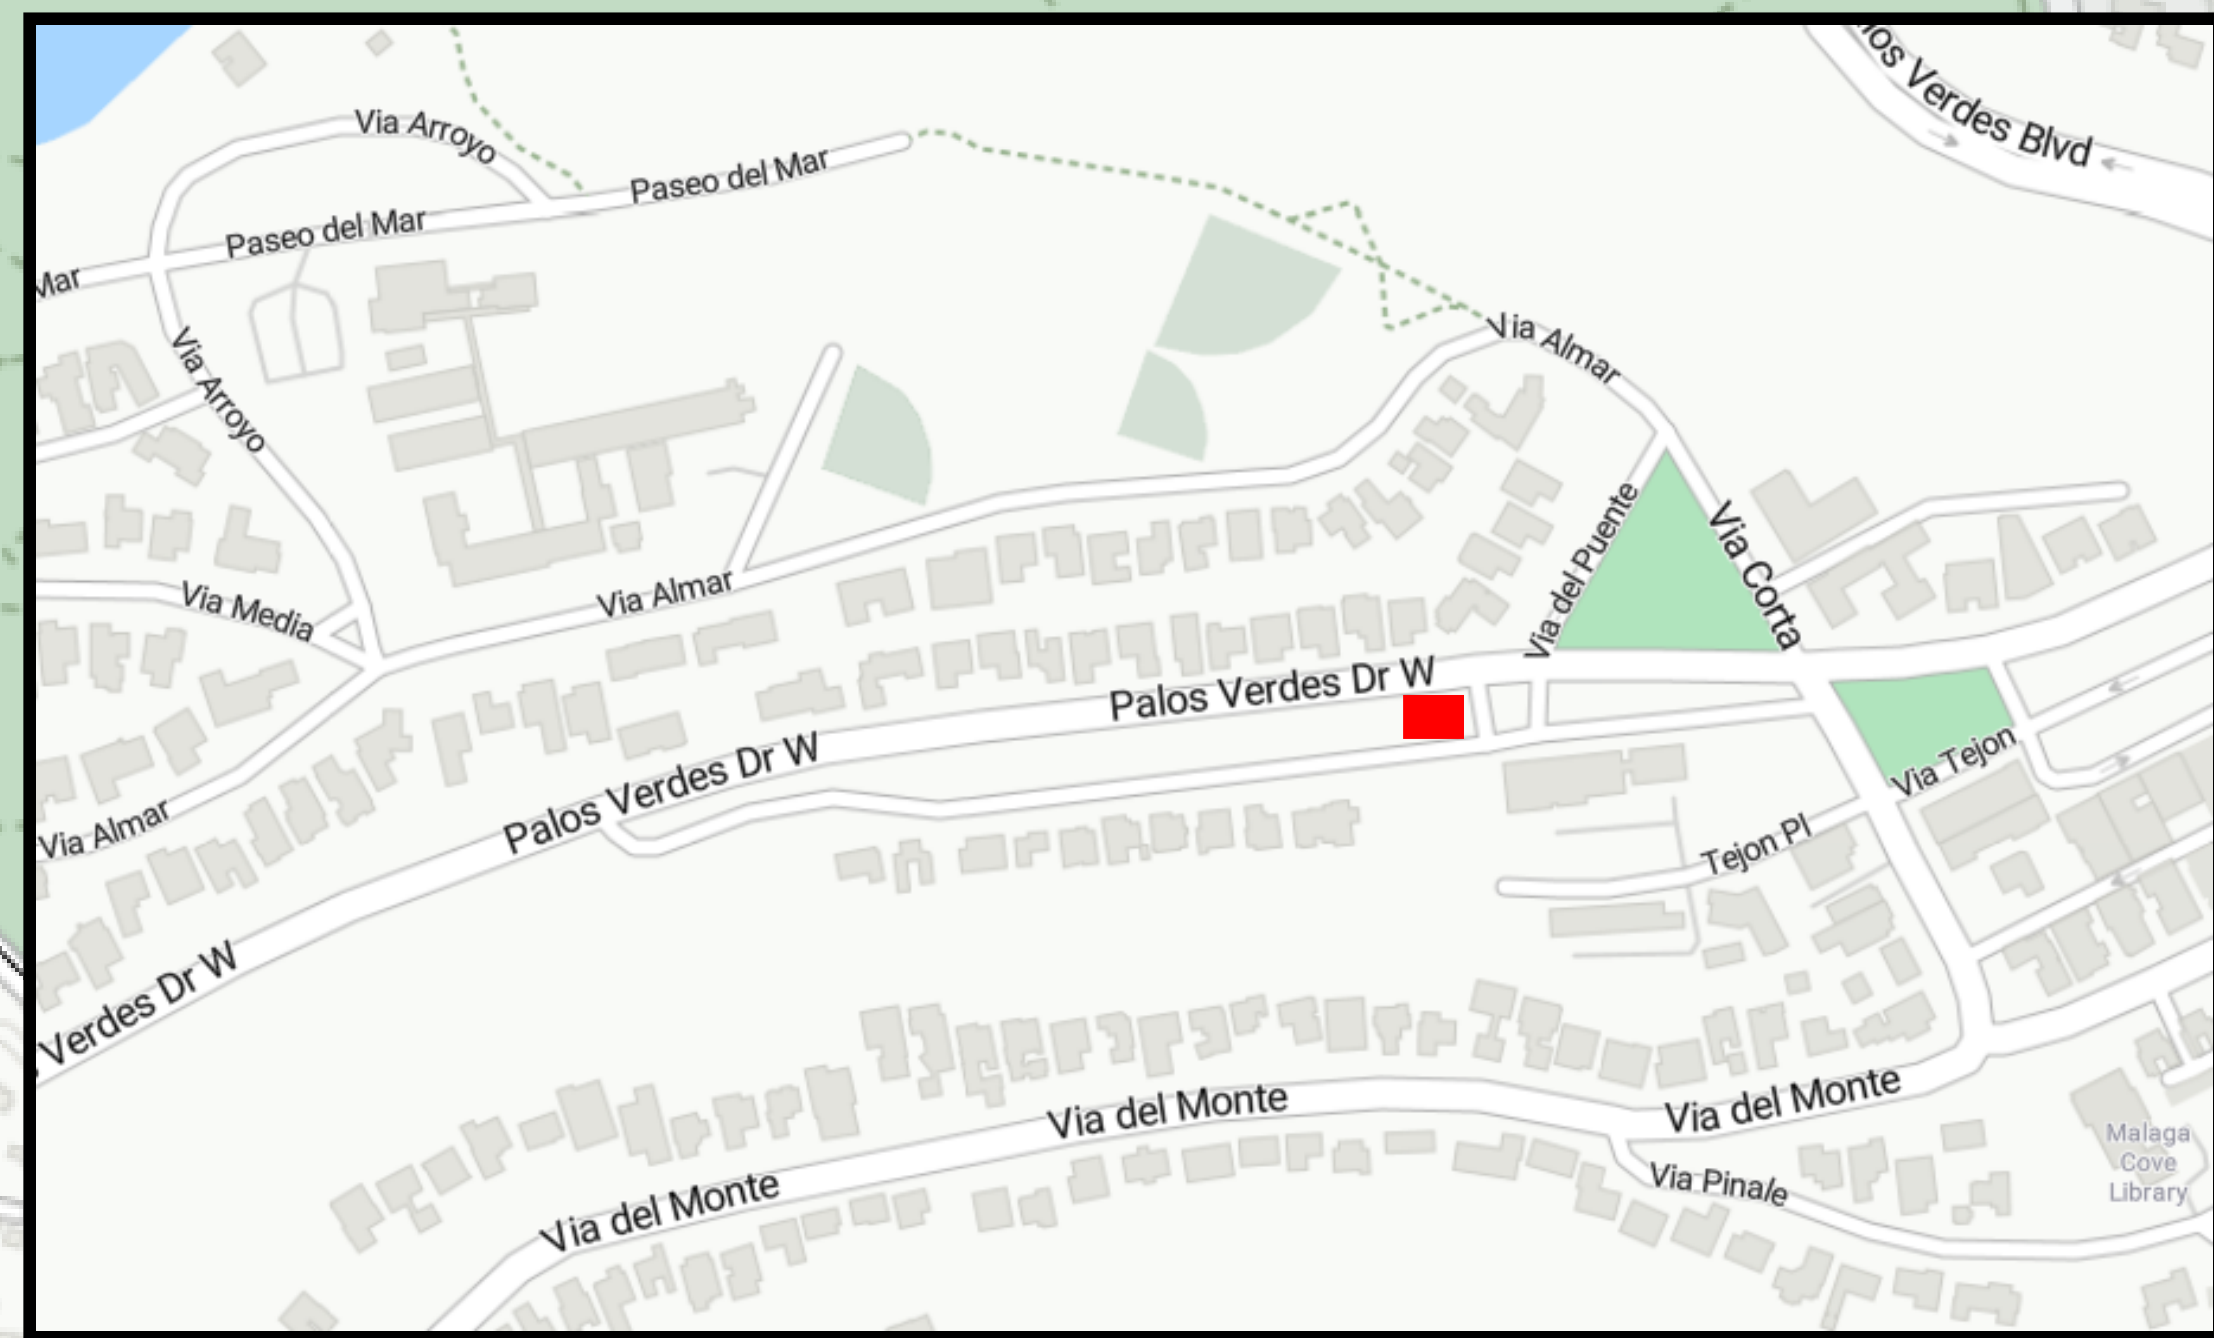 los Verdes Blvd
Via Arroyo
Paseo del Mar
Paseo del Mar
Mar
Via Almar
Via Arroyo
Via del Puente
Via Corta
Via Media
Via Almar
Palos Verdes Dr W
Palos Verdes Dr W
Via Tejon
Via Almar
Tejon Pl
Verdes Dr W
Via del Monte
Via del Monte
Via del Monte
Via Pinale
Malaga
Cove
Library